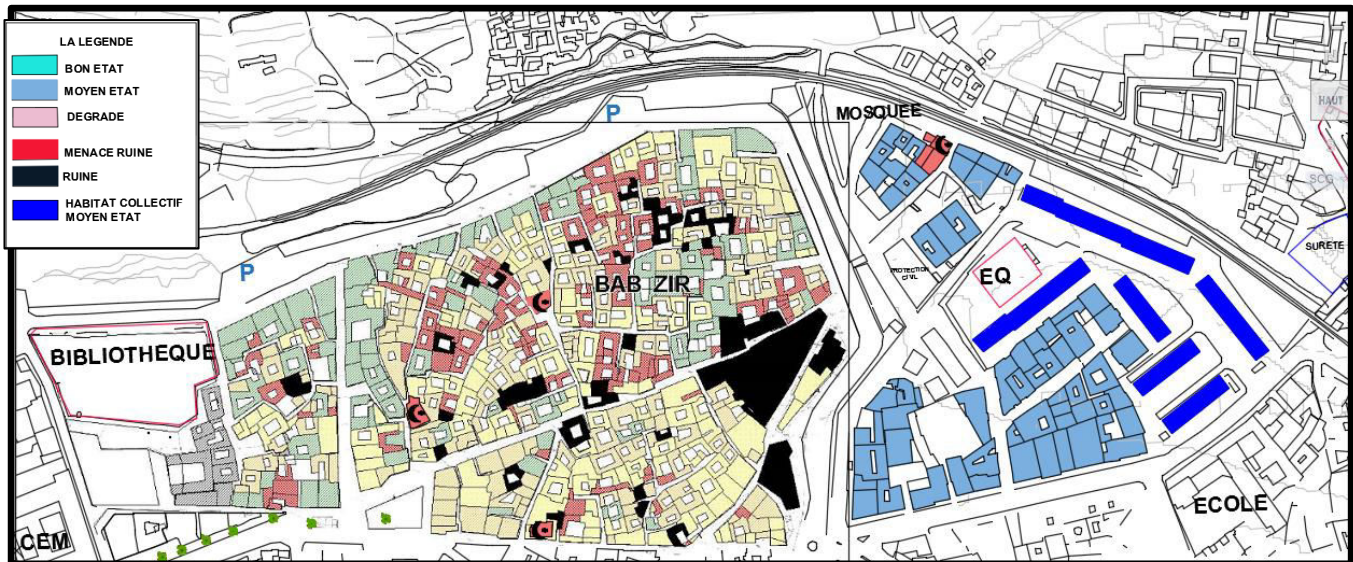 LA LEGENDE
BON ETAT
MOYEN ETAT
DEGRADE
MENACE RUINE
RUINE
HABITAT COLLECTIF
MOYEN ETAT
P
P
MOSQUEE
HAUT
SCG
SURETE
PROTECTION
CIVIL
EQ
BAB ZIR
BIBLIOTHEQUE
ECOLE
CEM